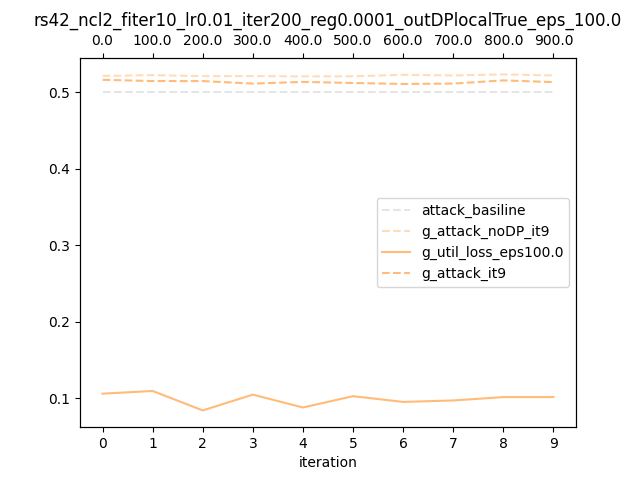 rs42_ncl2_fiter10_lr0.01_iter200_reg0.0001_outDPlocalTrue_eps_100.0
0.0 100.0 200.0 300.0 400.0 500.0 600.0 700.0 800.0 900.0
0.5
0.4
0.3
0.2
0.1
attack_basiline
g_attack_noDP_it9
g_util_loss_eps100.0
g_attack_it9
0 1 2 3 4 5 6 7 8 9
iteration